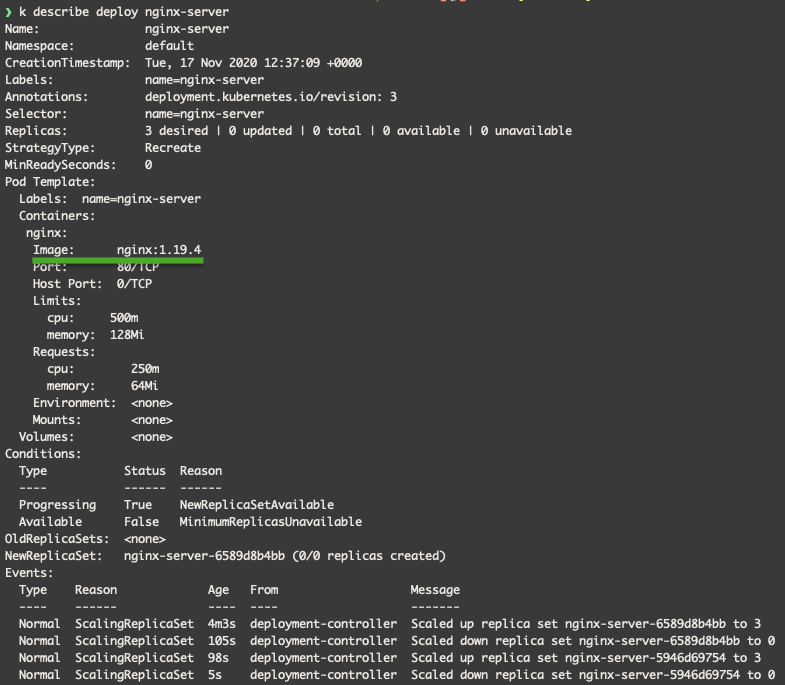 ❯ k describe deploy nginx-server
Name:                   nginx-server
Namespace:              default
CreationTimestamp:  Tue, 17 Nov 2020 12:37:09 +0000
Labels:                 name=nginx-server
Annotations:            deployment.kubernetes.io/revision: 3
Selector:               name=nginx-server
Replicas:               3 desired | 0 updated | 0 total | 0 available | 0 unavailable
StrategyType:           Recreate
MinReadySeconds:        0
Pod Template:
  Labels:  name=nginx-server
  Containers:
   nginx:
    Image:      nginx:1.19.4
    Port:       80/TCP
    Host Port:  0/TCP
    Limits:
      cpu:     500m
      memory:  128Mi
    Requests:
      cpu:        250m
      memory:     64Mi
    Environment:  <none>
    Mounts:       <none>
  Volumes:        <none>
Conditions:
  Type           Status  Reason
  ----           ------  ------
  Progressing    True    NewReplicaSetAvailable
  Available      False   MinimumReplicasUnavailable
OldReplicaSets:  <none>
NewReplicaSet:   nginx-server-6589d8b4bb (0/0 replicas created)
Events:
  Type    Reason             Age   From                   Message
  ----    ------             ----  ----                   -------
  Normal  ScalingReplicaSet  4m3s  deployment-controller  Scaled up replica set nginx-server-6589d8b4bb to 3
  Normal  ScalingReplicaSet  105s  deployment-controller  Scaled down replica set nginx-server-6589d8b4bb to 0
  Normal  ScalingReplicaSet  98s   deployment-controller  Scaled up replica set nginx-server-5946d69754 to 3
  Normal  ScalingReplicaSet  5s    deployment-controller  Scaled down replica set nginx-server-5946d69754 to 0